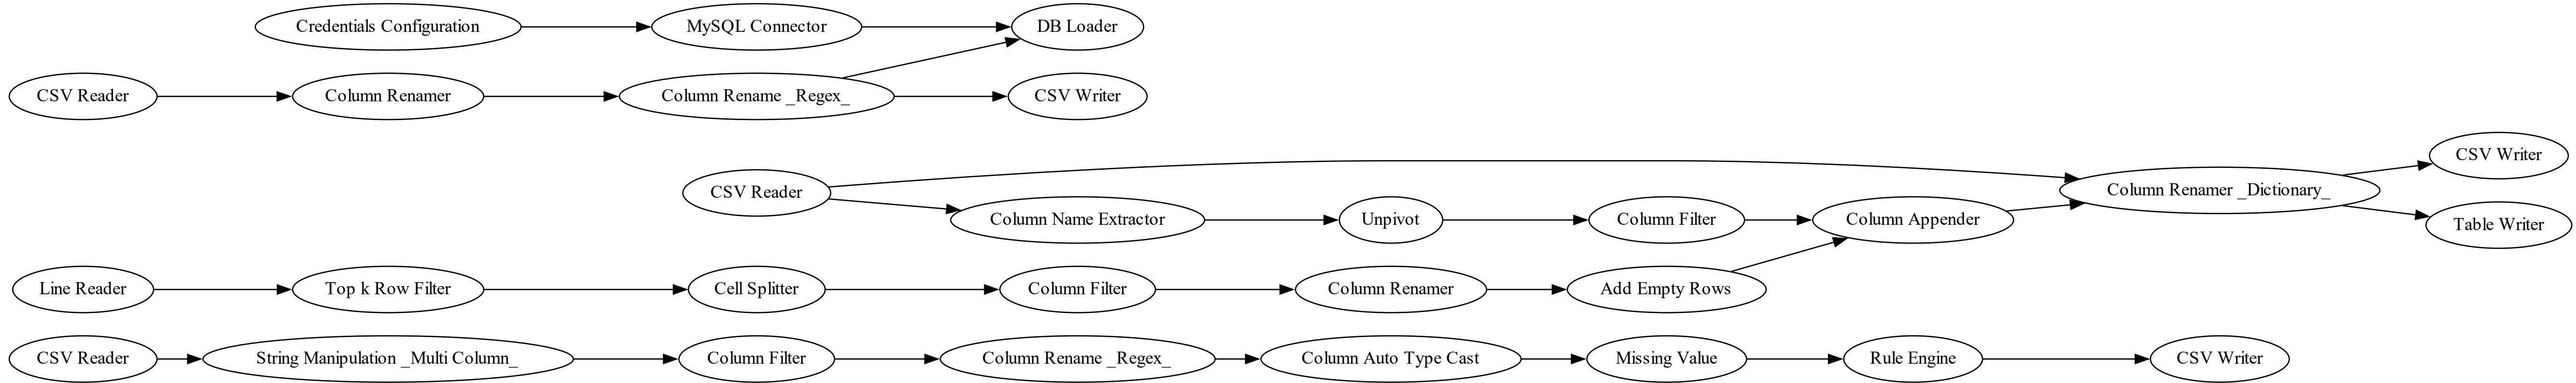 Credentials Configuration
MySQL Connector
DB Loader
CSV Reader
Column Renamer
Column Rename _Regex_
CSV Writer
CSV Reader
Column Name Extractor
Unpivot
Column Filter
Column Appender
Column Renamer _Dictionary_
CSV Writer
Table Writer
Line Reader
Top k Row Filter
Cell Splitter
Column Filter
Column Renamer
Add Empty Rows
CSV Reader
String Manipulation _Multi Column_
Column Filter
Column Rename _Regex_
Column Auto Type Cast
Missing Value
Rule Engine
CSV Writer